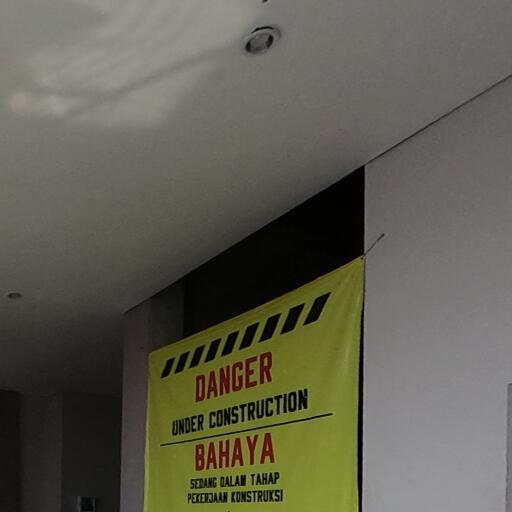 DANGER
UNDER CONSTRUCTION
BAHAYA
SEDANG DALAM TAHAP
PEKERJAAN KONSTRUKSI